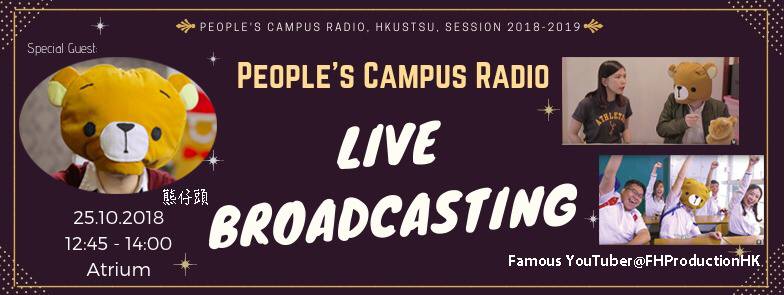 PEOPLE'S CAMPUS RADIO, HKUSTSU, SESSION 2018-2019
Special Guest:
PEOPLE'S CAMPUS RADIO
LIVE
BROADCASTING
ATHLETIC
熊仔頭
25.10.2018
12:45 - 14:00
Atrium
Famous YouTuber@FHProductionHK